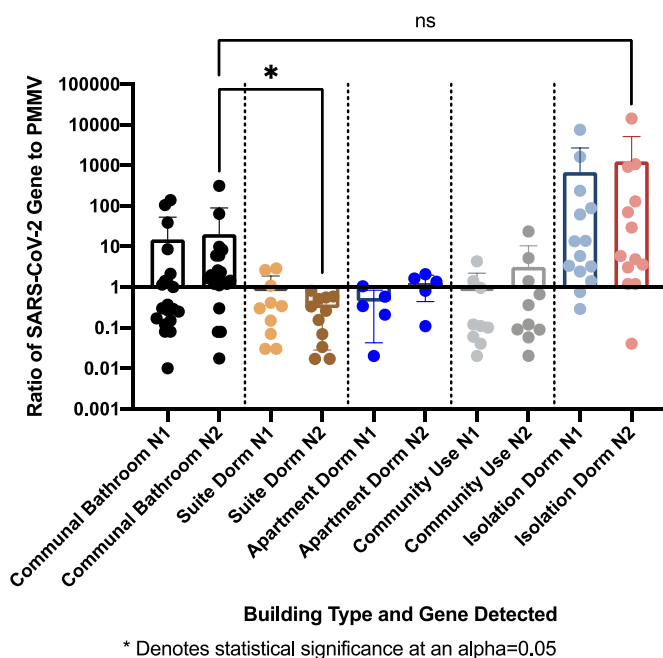 ns
*
Ratio of SARS-CoV-2 Gene to PMMV
100000
10000
1000
100
10
1
0.1
0.01
0.001
Communal Bathroom N1
Communal Bathroom N2
Suite Dorm N1
Suite Dorm N2
Apartment Dorm N1
Apartment Dorm N2
Community Use N1
Community Use N2
Isolation Dorm N1
Isolation Dorm N2
Building Type and Gene Detected
* Denotes statistical significance at an alpha=0.05